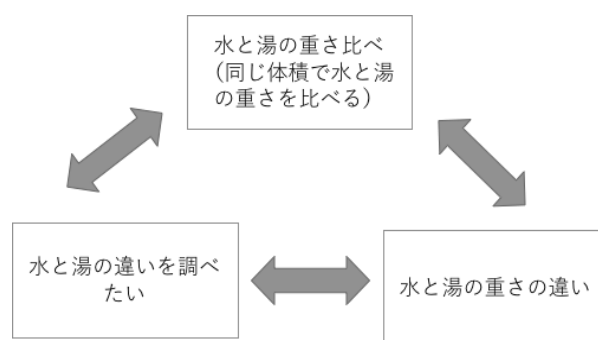 水と湯の重さ比べ
(同じ体積で水と湯
の重さを比べる)
水と湯の違いを調べ
たい
水と湯の重さの違い